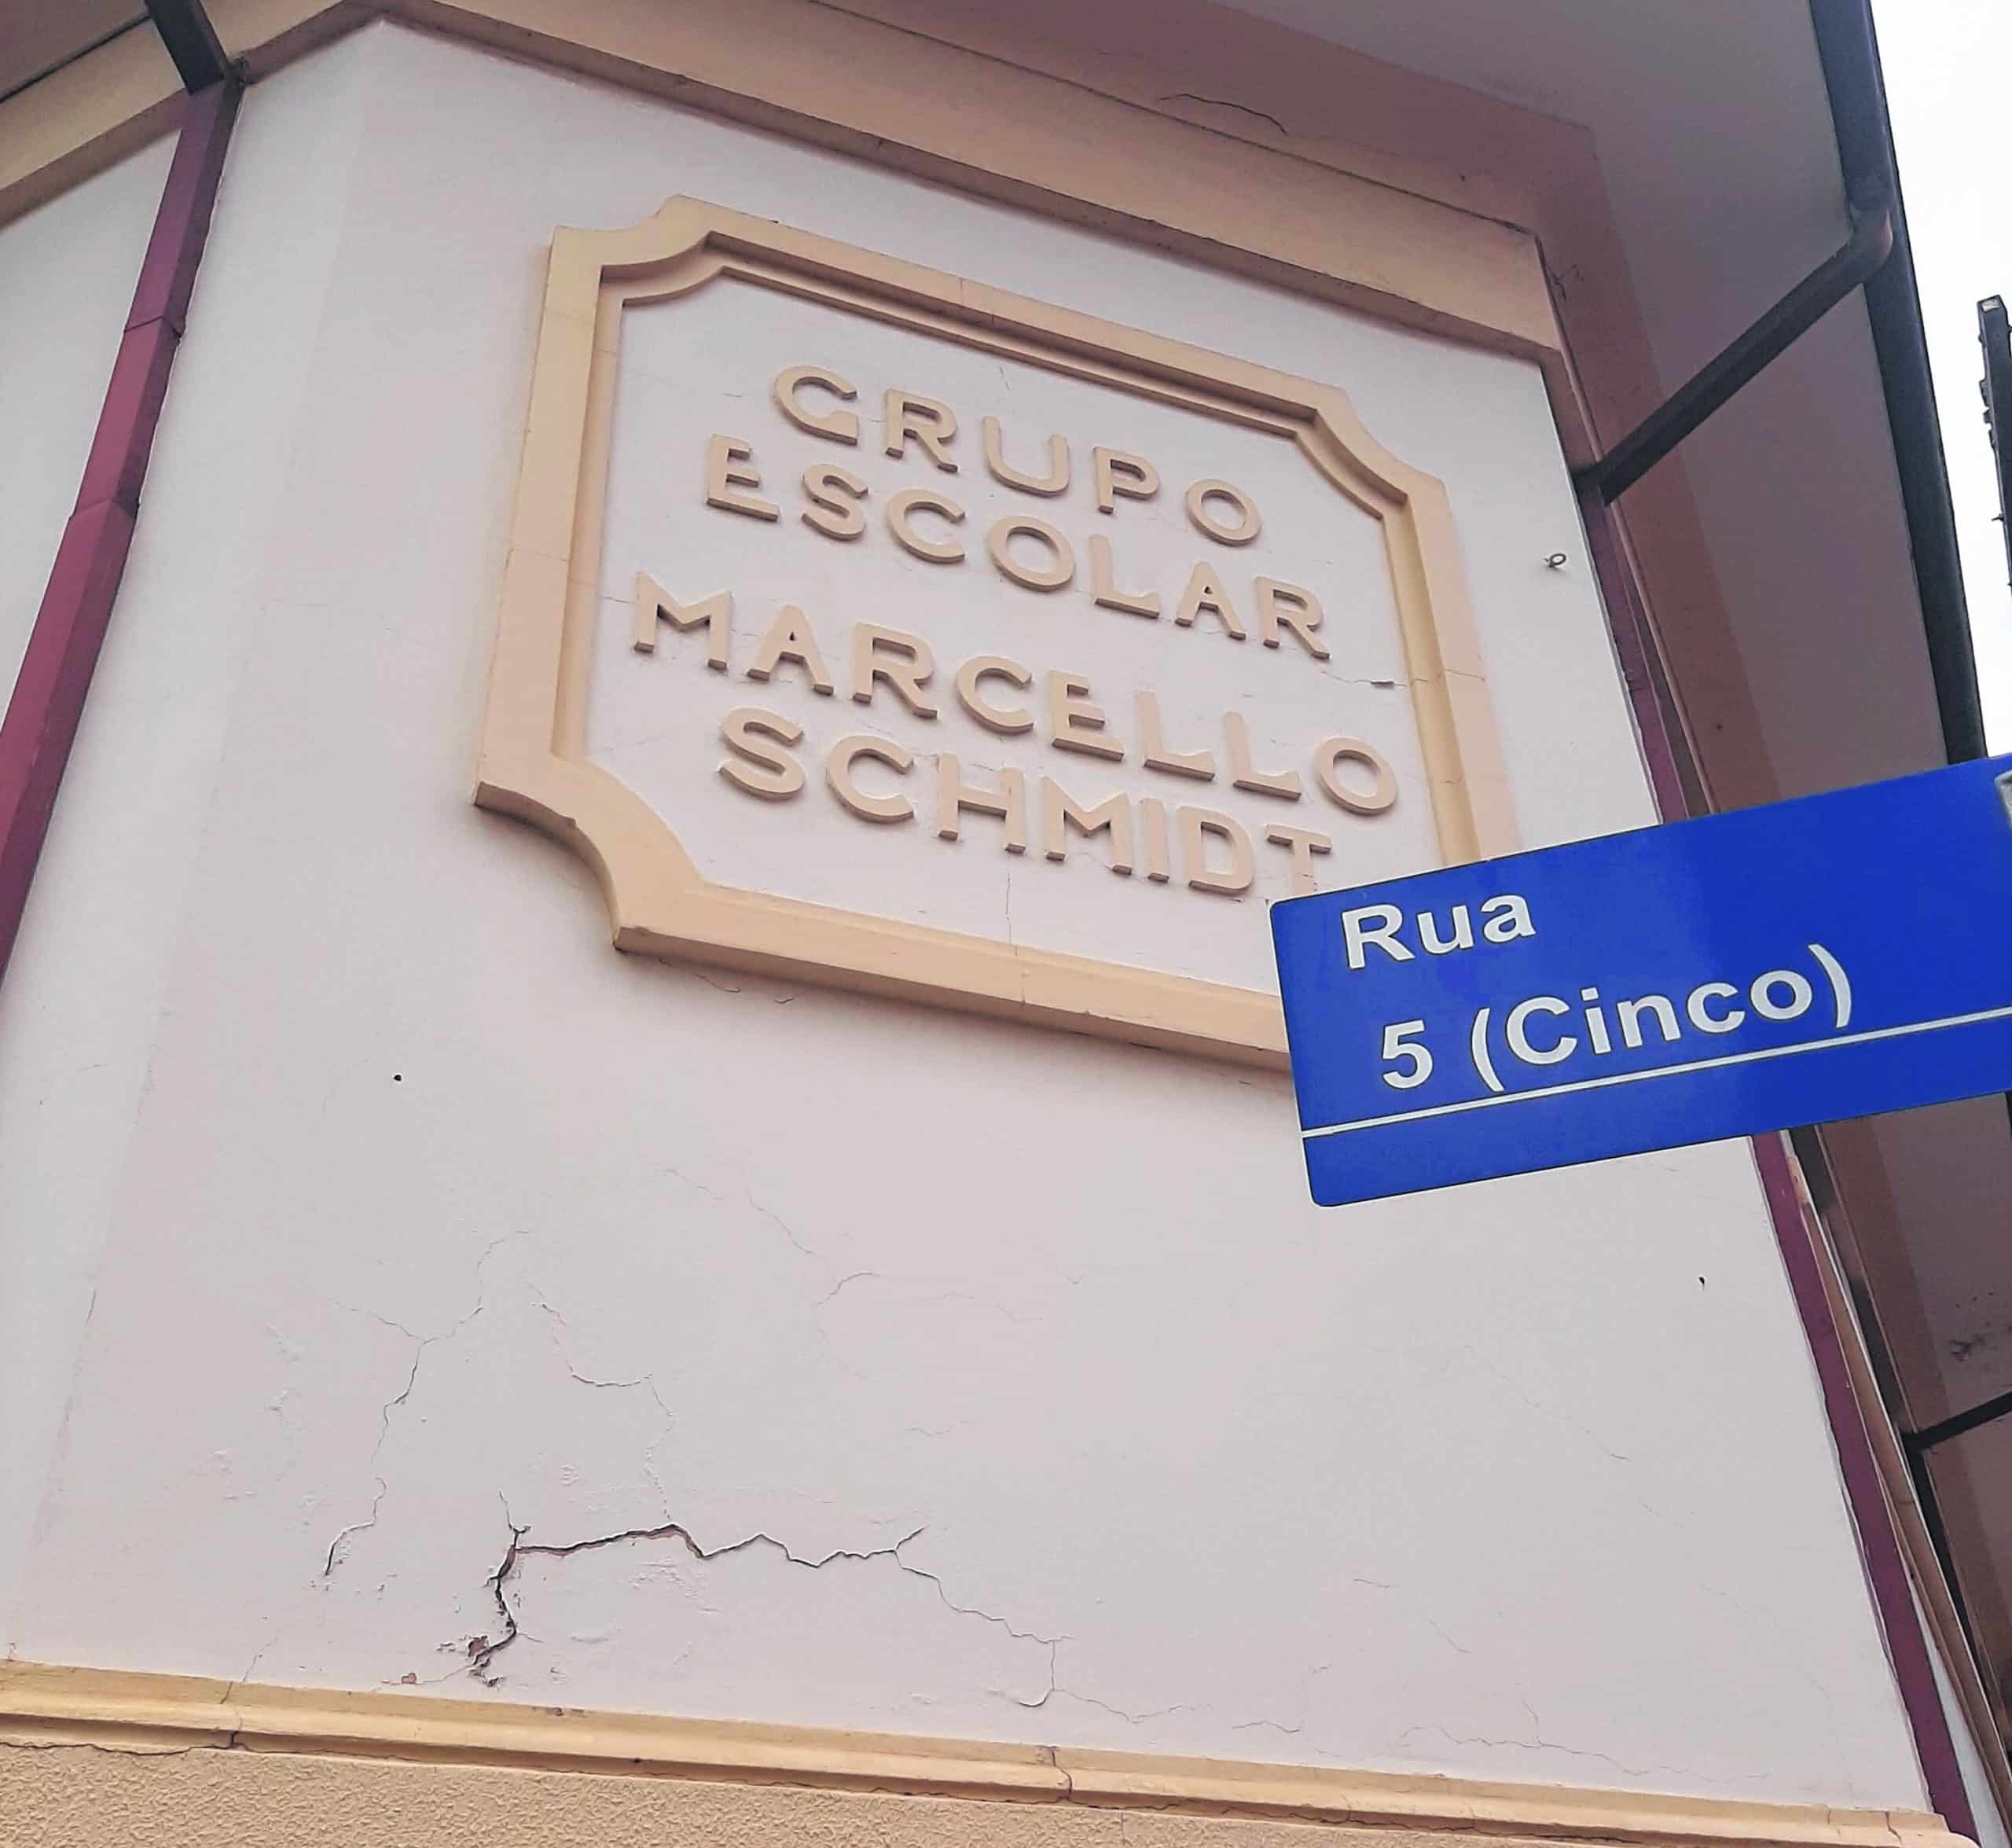 GRUPO
ESCOLAR
MARCELLO
SCHMIDT
Rua
5 (Cinco)